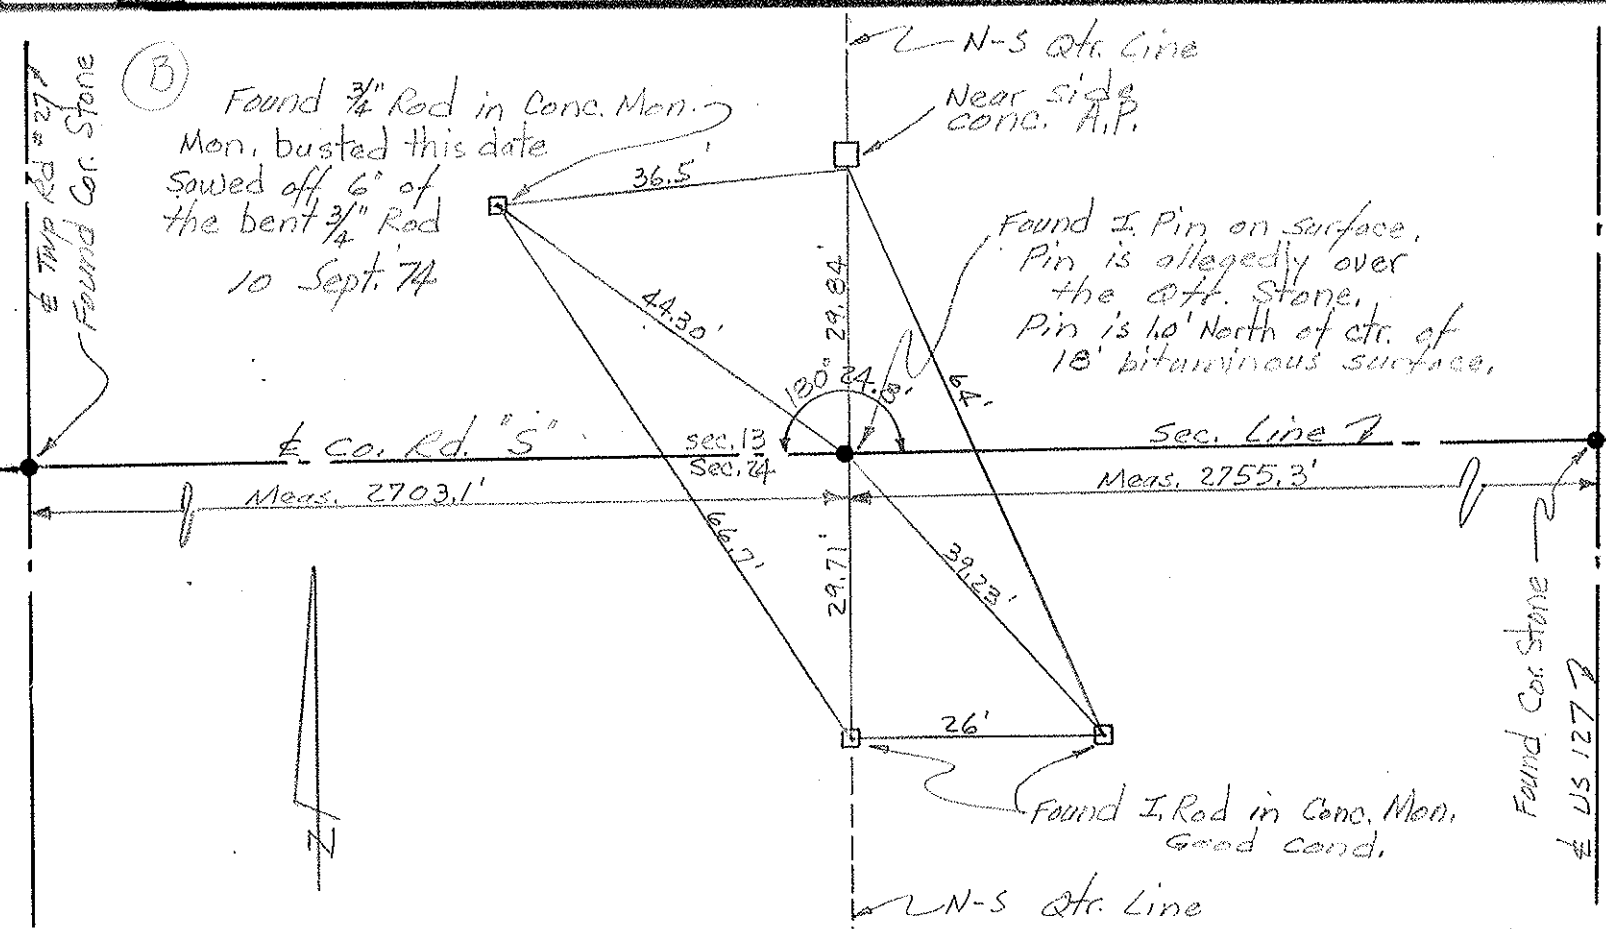 B
Found 3/4" Rod in Conc. Mon.
Mon. busted this date
Sawed off 6" of
the bent 3/4" Rod
10 Sept. 74
N-S Qtr. Line
Near side
conc. A.P.
℄ Twp Rd #27
Found Cor. Stone
36.5'
Found I. Pin on surface.
Pin is allegedly over
the Qtr. Stone.
Pin is 1.0' North of ctr. of
18' bituminous surface.
44.30'
29.84'
64'
180° 24.8'
℄ Co. Rd. "S"
sec. 13
Sec. 24
Sec. Line
Meas. 2703.1'
Meas. 2755.3'
66.7'
29.71'
39.23'
26'
Found I. Rod in Conc. Mon.
Good cond.
Found Cor. Stone
℄ US 127
N
N-S Qtr. Line